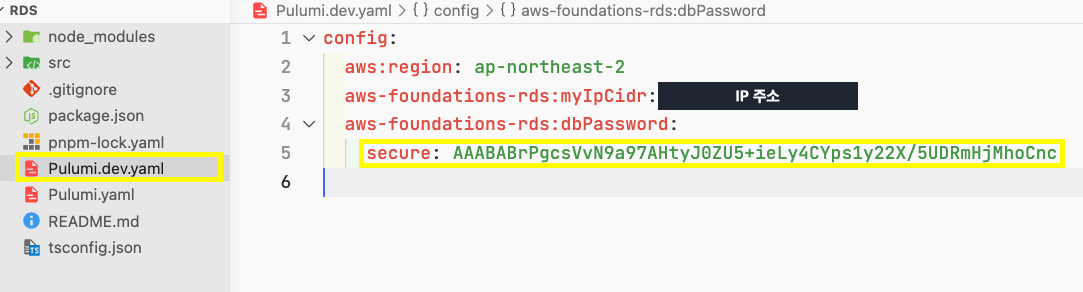 RDS
node_modules
src
.gitignore
package.json
pnpm-lock.yaml
Pulumi.dev.yaml
Pulumi.yaml
README.md
tsconfig.json
Pulumi.dev.yaml > {} config > {} aws-foundations-rds:dbPassword
1 config:
2 aws:region: ap-northeast-2
3 aws-foundations-rds:myIpCidr: IP 주소
4 aws-foundations-rds:dbPassword:
5 secure: AAABABrPgcsVvN9a97AHtyJ0ZU5+ieLy4CYps1y22X/5UDRmHjMhoCnc
6